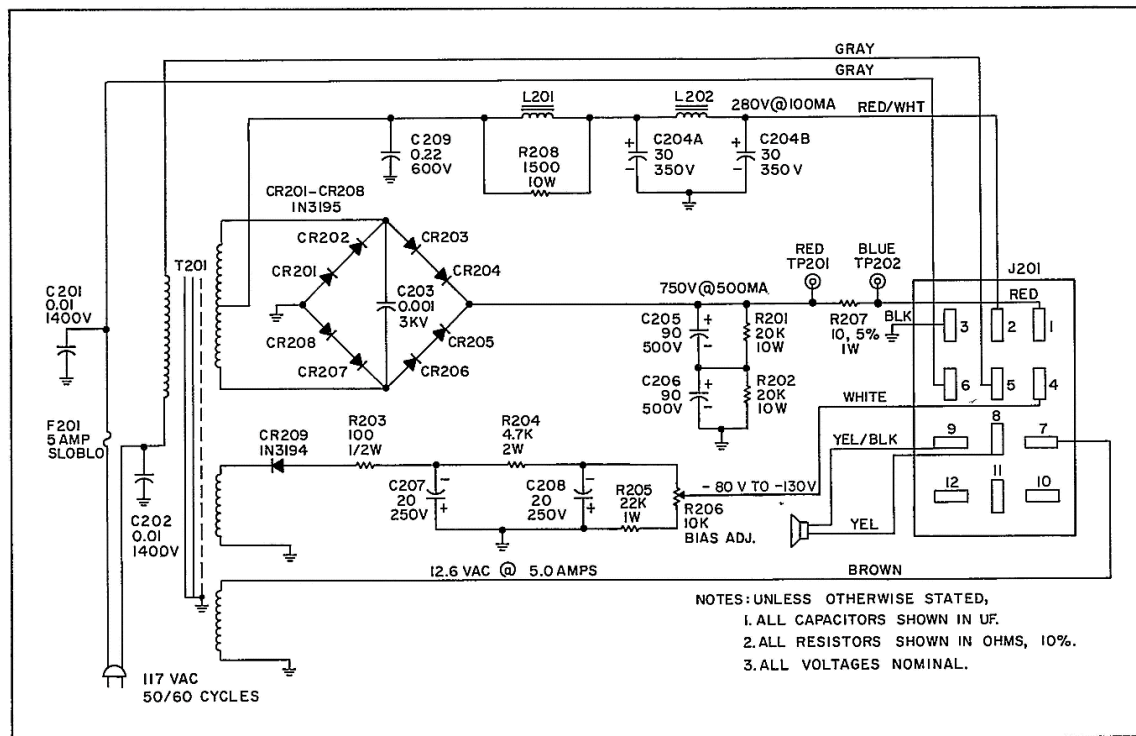 GRAY
GRAY
L201
L202
280V@100MA
RED/WHT
C209
0.22
600V
R208
1500
10W
+
C204A
30
350V
-
+
C204B
30
350V
-
CR201-CR208
1N3195
CR202
CR203
CR201
CR204
C203
0.001
3KV
CR208
CR205
CR207
CR206
T201
C201
0.01
1400V
RED
TP201
BLUE
TP202
J201
750V@500MA
RED
BLK
C205
90
500V
+
-
R201
20K
10W
R207
10, 5%
1W
3
2
1
C206
90
500V
+
-
R202
20K
10W
6
5
4
WHITE
F201
5 AMP
SLOBLO
CR209
1N3194
R203
100
1/2W
R204
4.7K
2W
9
8
7
YEL/BLK
C202
0.01
1400V
C207
20
250V
-
+
C208
20
250V
-
+
R205
22K
1W
R206
10K
BIAS ADJ.
- 80 V TO -130V
12
11
10
YEL
12.6 VAC @ 5.0 AMPS
BROWN
NOTES: UNLESS OTHERWISE STATED,
1. ALL CAPACITORS SHOWN IN UF.
2. ALL RESISTORS SHOWN IN OHMS, 10%.
3. ALL VOLTAGES NOMINAL.
117 VAC
50/60 CYCLES